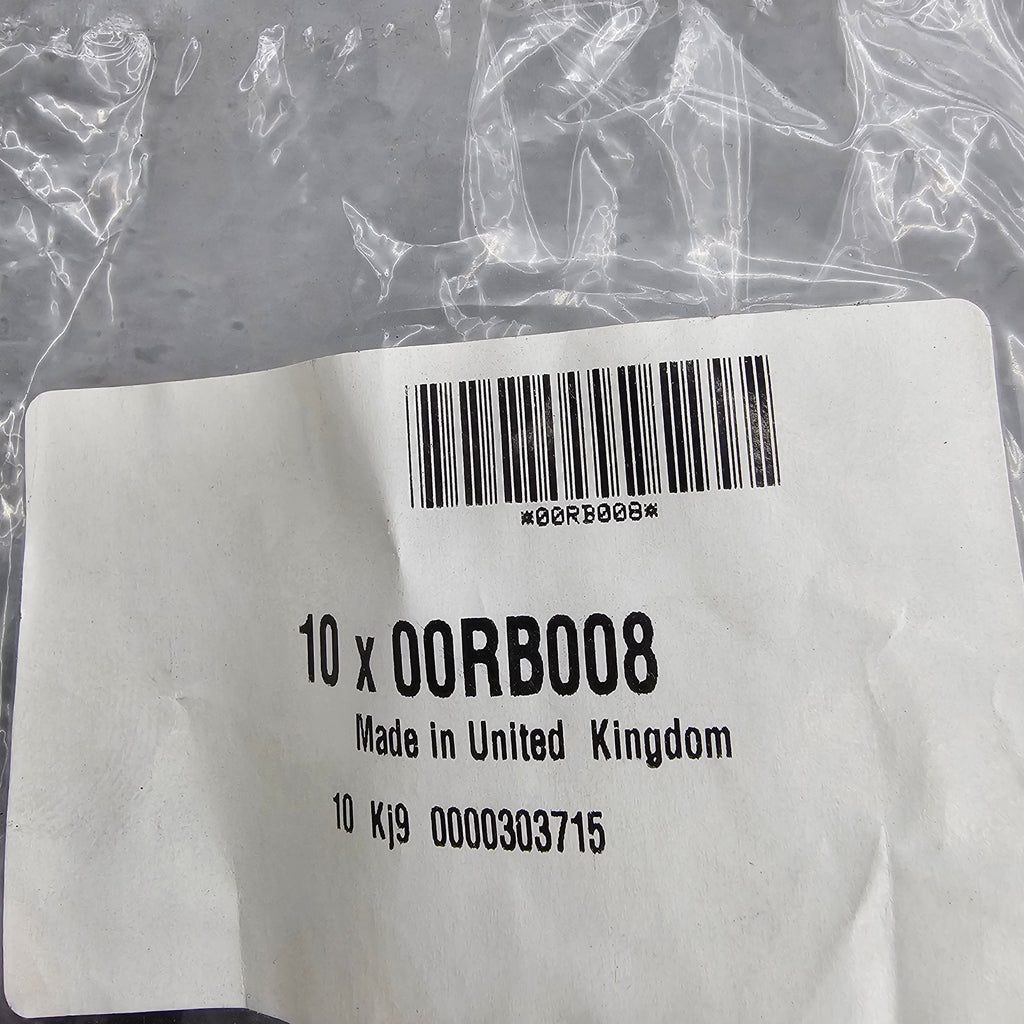 *00RB008*
10 x 00RB008
Made in United Kingdom
10 Kj9 0000303715